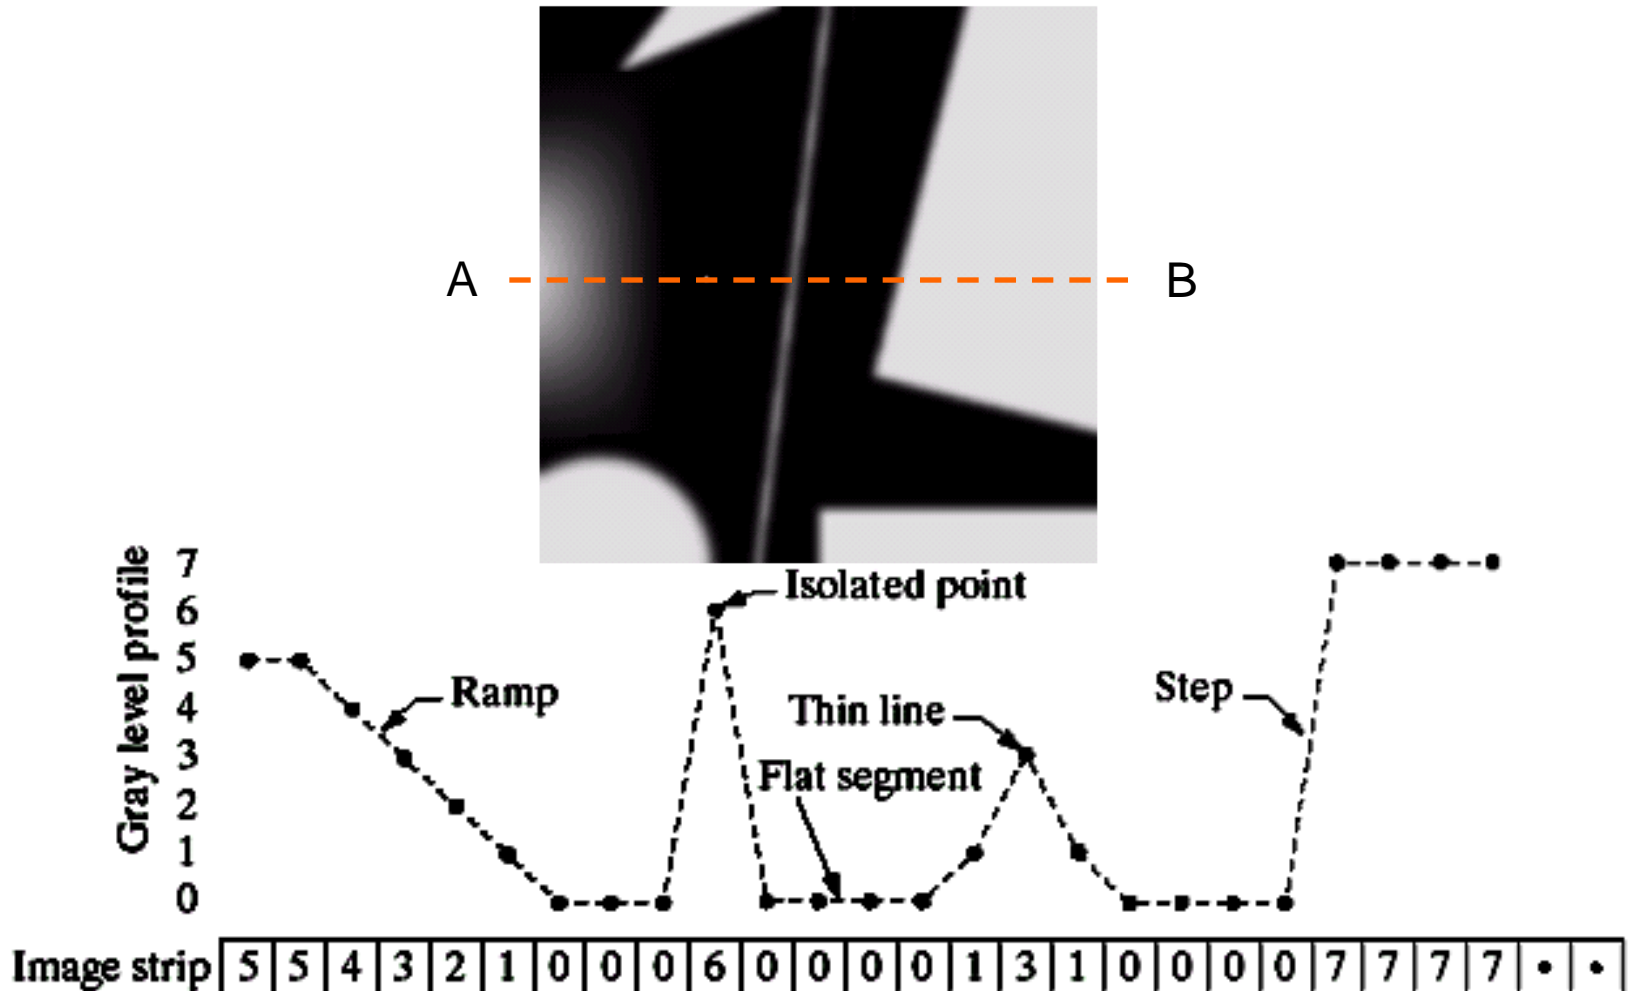 A
B
Gray level profile
7
6
5
4
3
2
1
0
Isolated point
Ramp
Step
Thin line
Flat segment
Image strip 5 5 4 3 2 1 0 0 0 6 0 0 0 0 1 3 1 0 0 0 0 7 7 7 7 • •